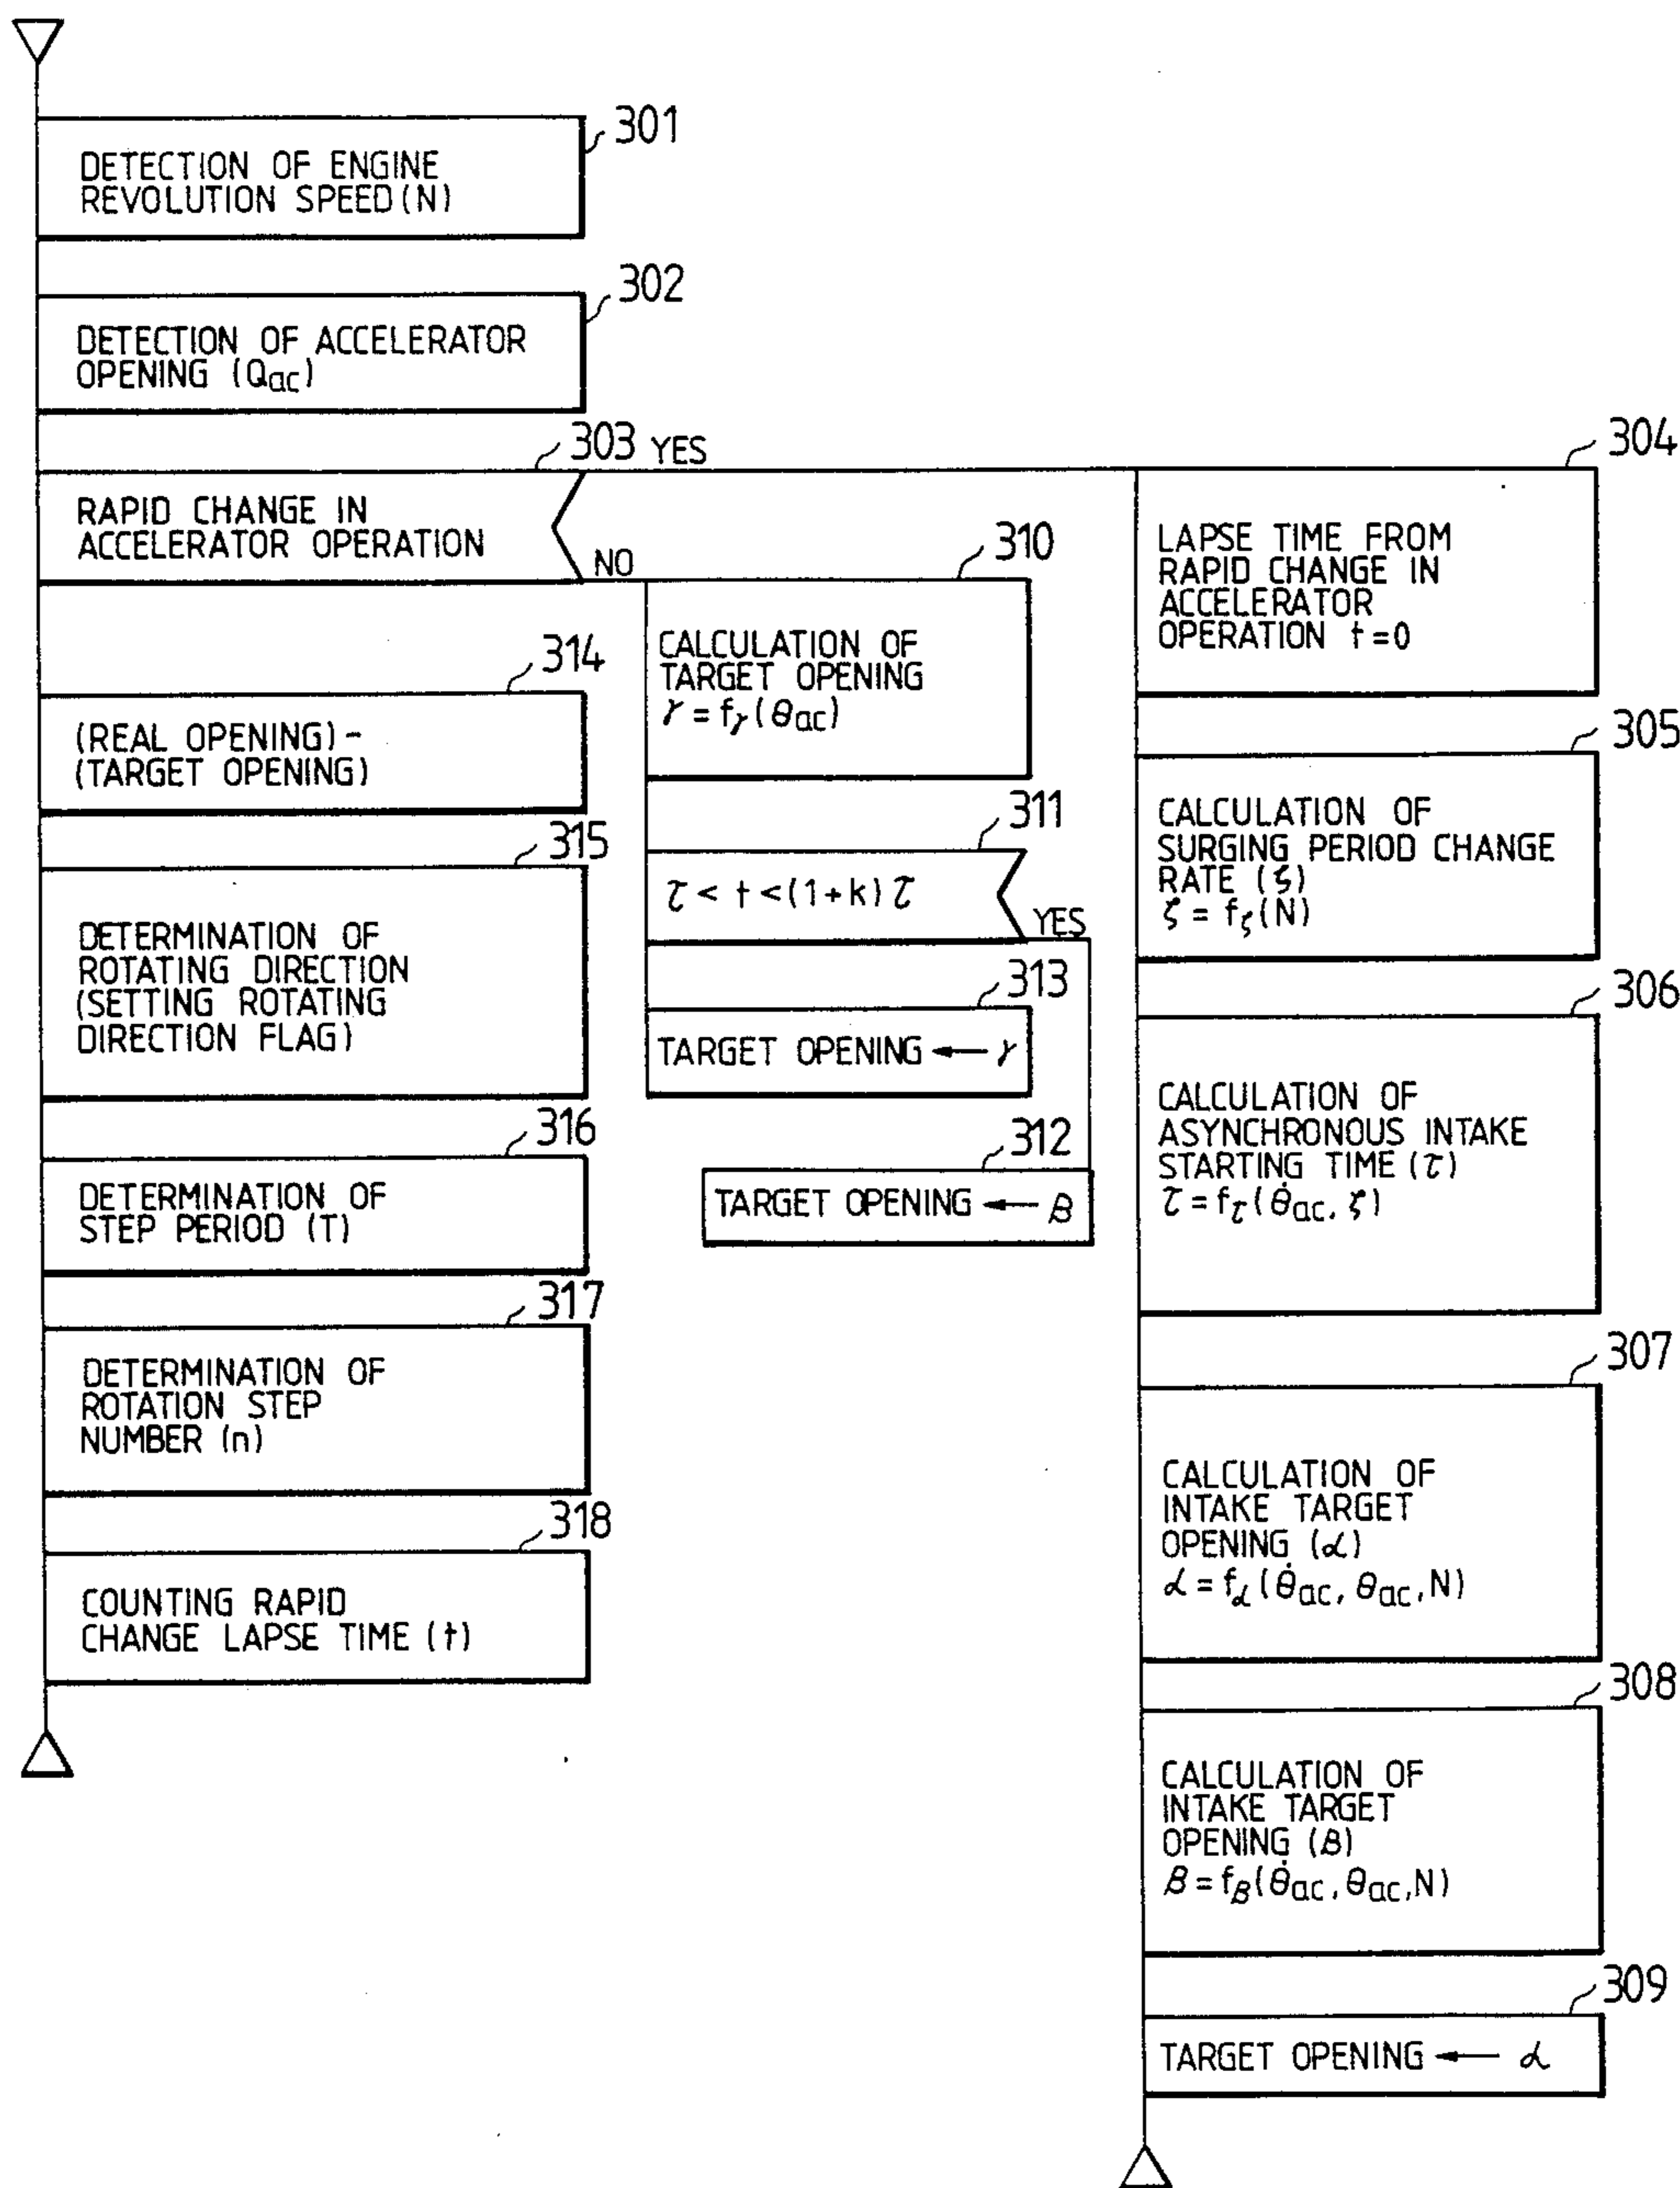 301
DETECTION OF ENGINE
REVOLUTION SPEED (N)
302
DETECTION OF ACCELERATOR
OPENING (Qac)
303 YES
RAPID CHANGE IN
ACCELERATOR OPERATION
NO
304
LAPSE TIME FROM
RAPID CHANGE IN
ACCELERATOR
OPERATION t=0
305
CALCULATION OF
SURGING PERIOD CHANGE
RATE (ζ)
ζ = fζ(N)
306
CALCULATION OF
ASYNCHRONOUS INTAKE
STARTING TIME (τ)
τ = fτ(θ̇ac, ζ)
307
CALCULATION OF
INTAKE TARGET
OPENING (α)
α = fα(θ̇ac, θac, N)
308
CALCULATION OF
INTAKE TARGET
OPENING (β)
β = fβ(θ̇ac, θac, N)
309
TARGET OPENING ← α
310
CALCULATION OF
TARGET OPENING
γ = fγ(θac)
311
τ < t < (1+k) τ
YES
313
TARGET OPENING ← γ
312
TARGET OPENING ← β
314
(REAL OPENING) -
(TARGET OPENING)
315
DETERMINATION OF
ROTATING DIRECTION
(SETTING ROTATING
DIRECTION FLAG)
316
DETERMINATION OF
STEP PERIOD (T)
317
DETERMINATION OF
ROTATION STEP
NUMBER (n)
318
COUNTING RAPID
CHANGE LAPSE TIME (t)